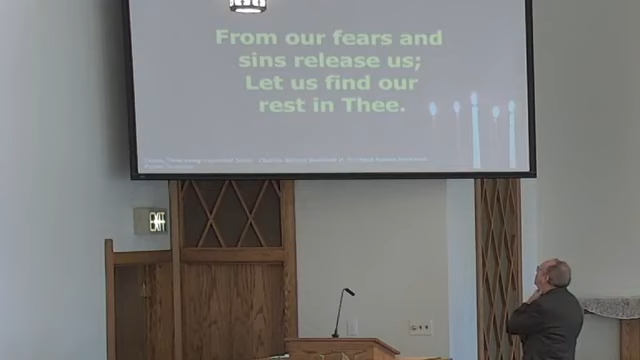 From our fears and
sins release us;
Let us find our
rest in Thee.
EXIT